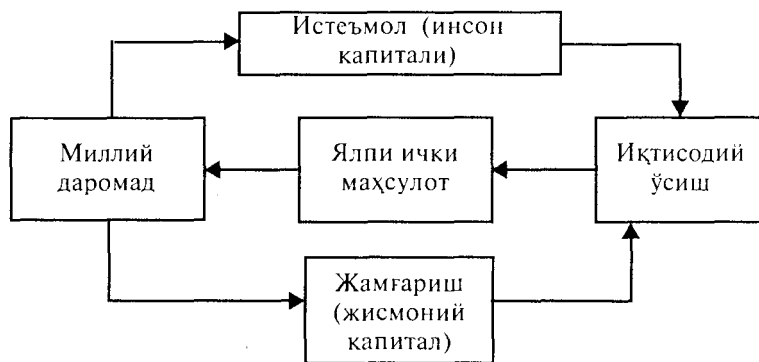 Истеъмол (инсон
капитали)
Миллий
даромад
Ялпи ички
маҳсулот
Иқтисодий
ўсиш
Жамғариш
(жисмоний
капитал)